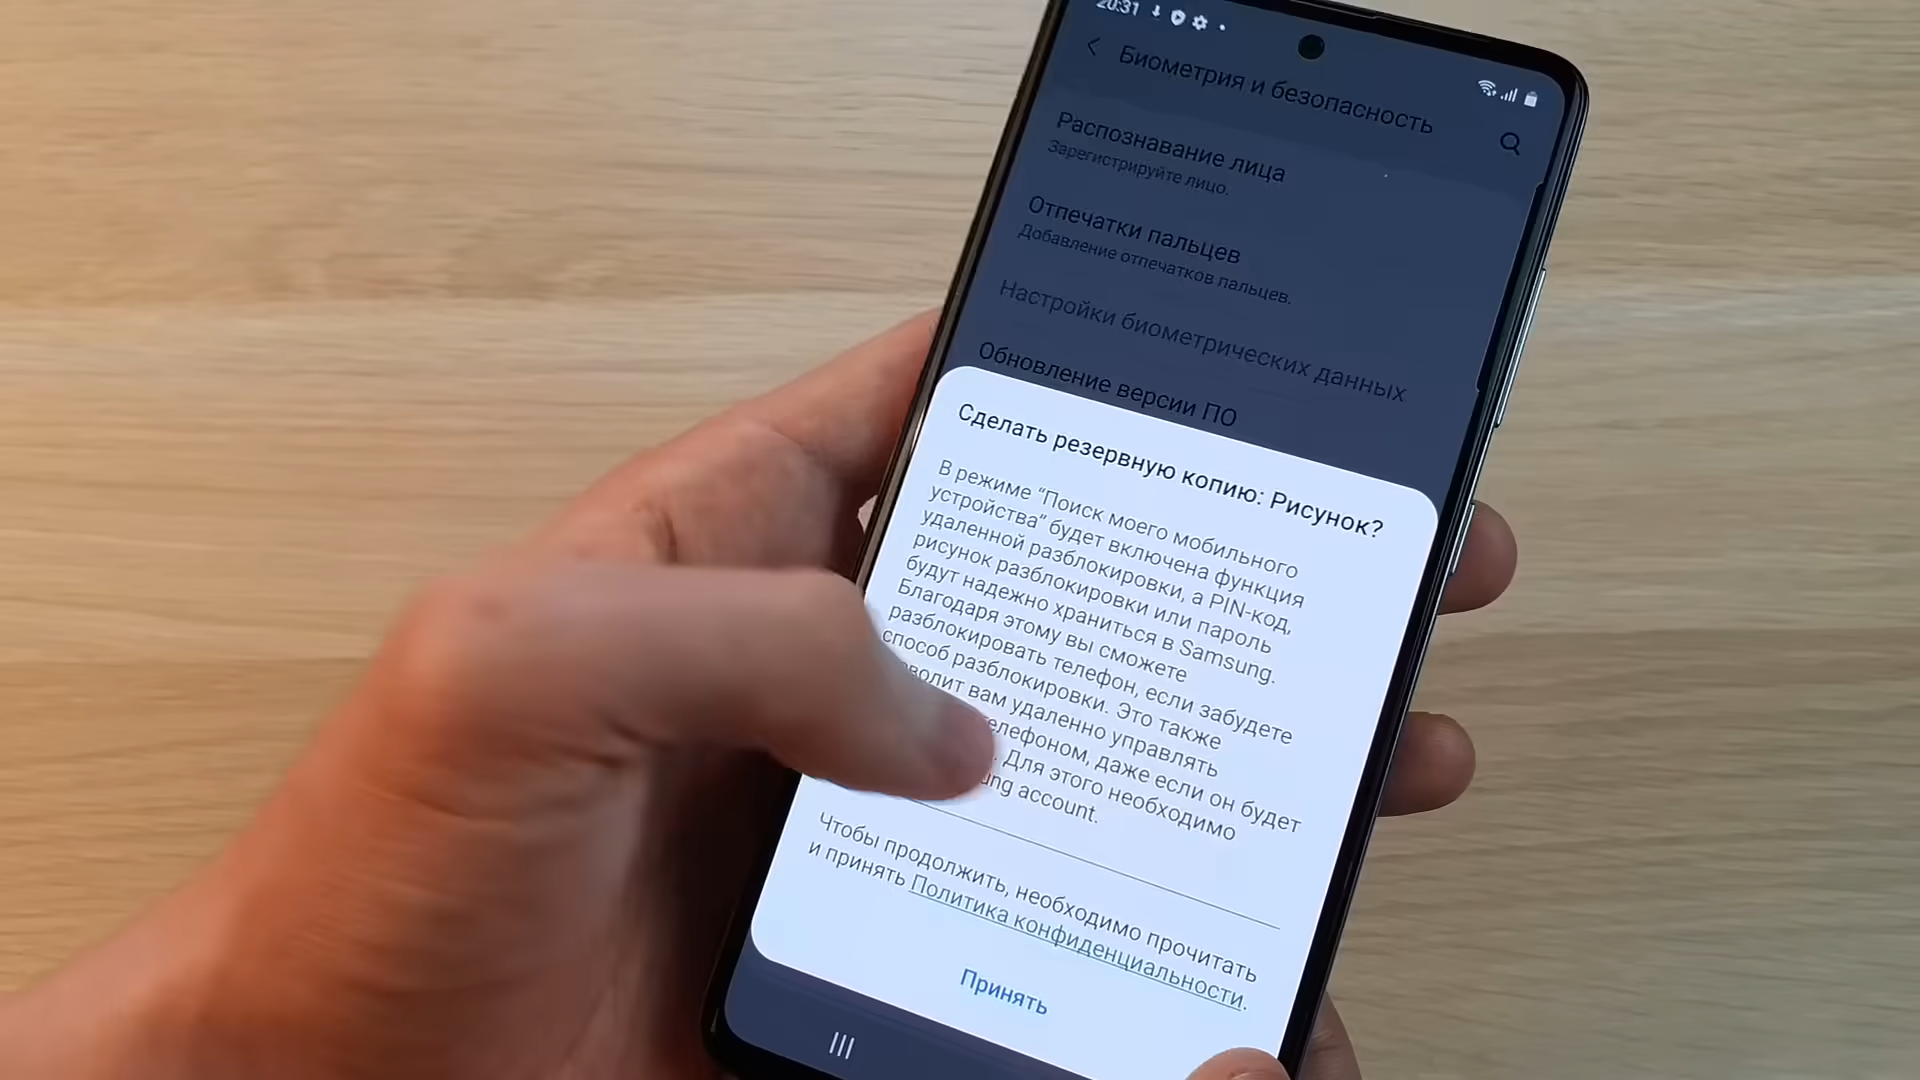 20:31
Биометрия и безопасность
Распознавание лица
Зарегистрируйте лицо.
Отпечатки пальцев
Добавление отпечатков пальцев.
Настройки биометрических данных
Обновление версии ПО
Сделать резервную копию: Рисунок?
В режиме “Поиск моего мобильного
устройства” будет включена функция
удаленной разблокировки, а PIN-код,
рисунок разблокировки или пароль
будут надежно храниться в Samsung.
Благодаря этому вы сможете
разблокировать телефон, если забудете
способ разблокировки. Это также
вам удаленно управлять
даже если он будет
Для этого необходимо
account.
Чтобы продолжить, необходимо прочитать
и принять Политика конфиденциальности.
Принять